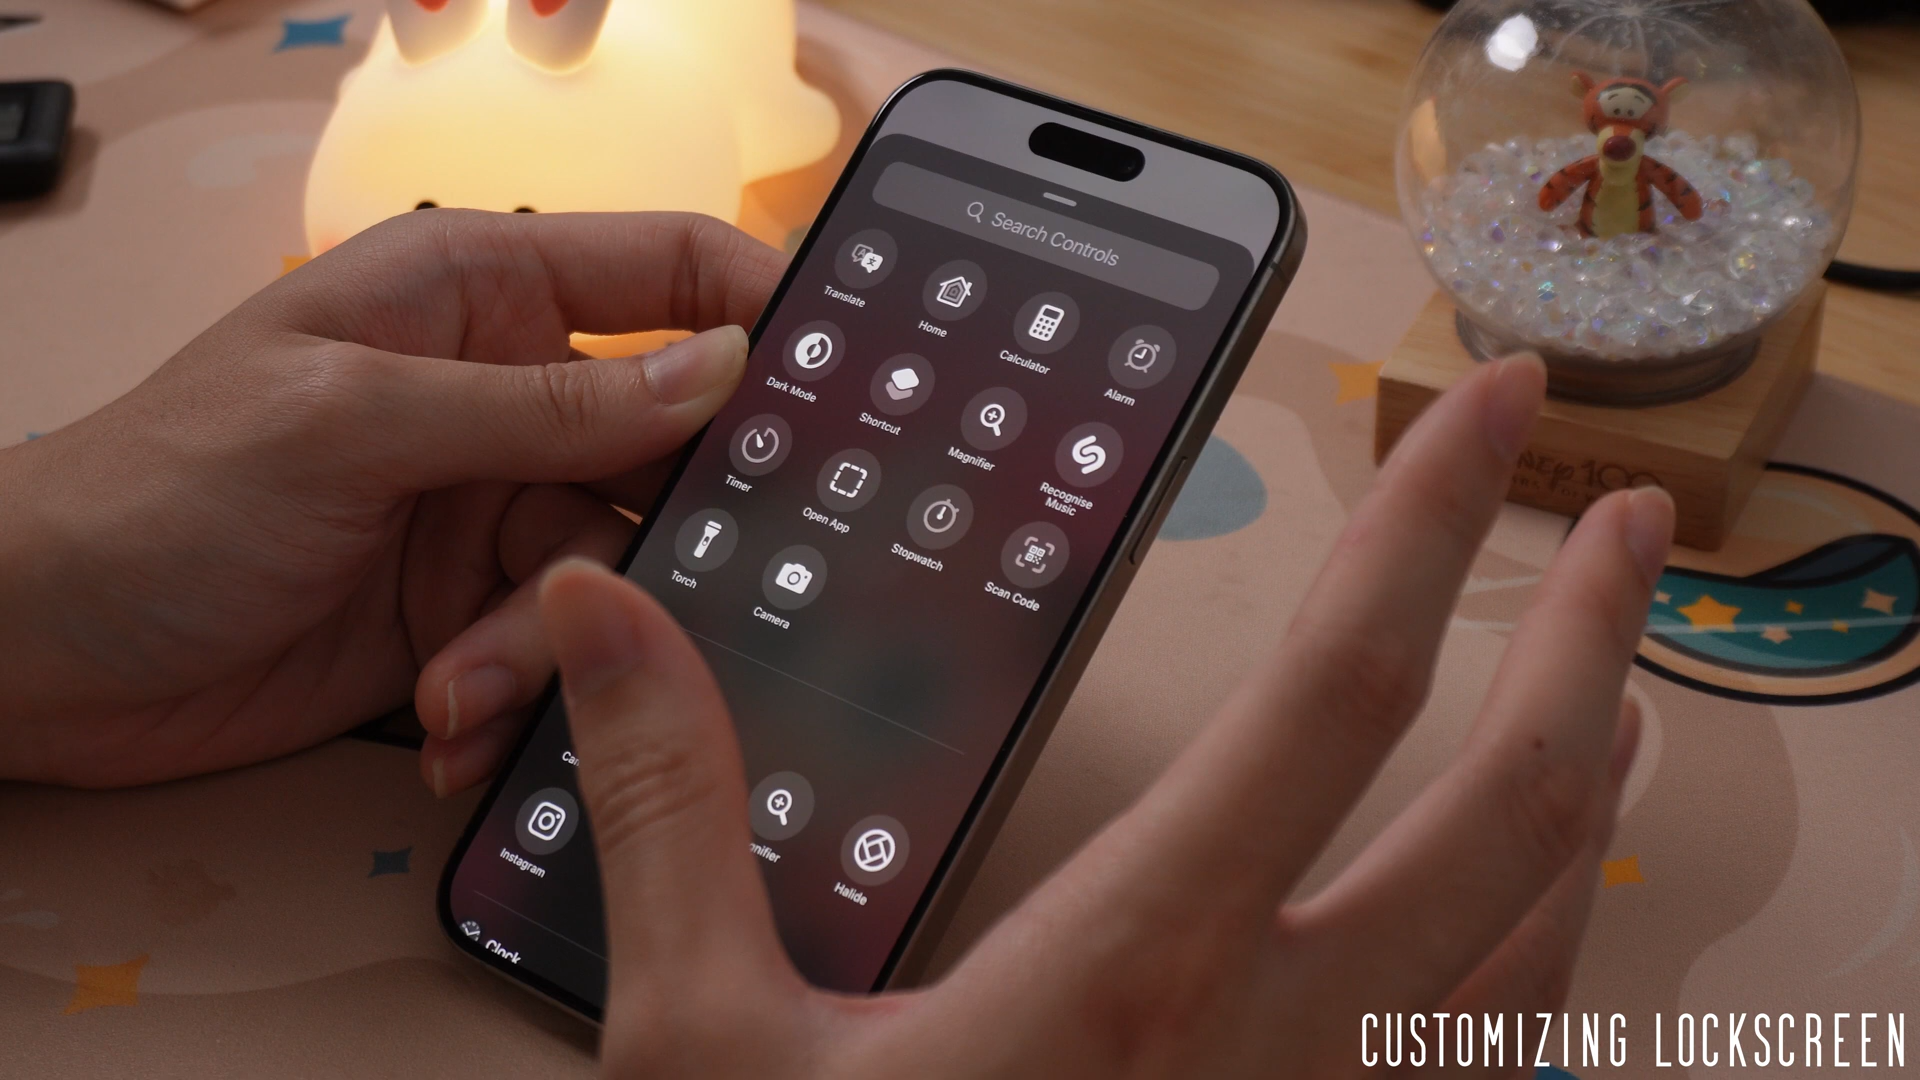 Search Controls
Translate
Home
Calculator
Alarm
Dark Mode
Shortcut
Magnifier
Recognise
Music
Timer
Open App
Stopwatch
Scan Code
Torch
Camera
Instagram
Halide
Clock
100
CUSTOMIZING LOCKSCREEN